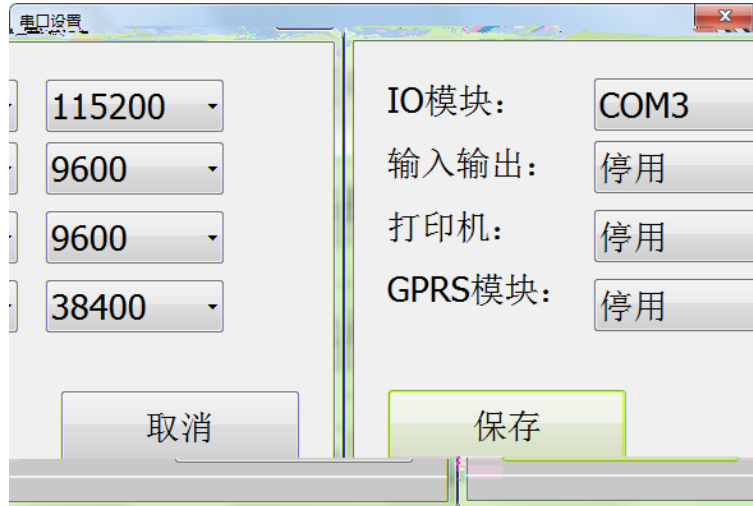 串口设置
115200
9600
9600
38400
取消
IO模块： COM3
输入输出： 停用
打印机： 停用
GPRS模块： 停用
保存